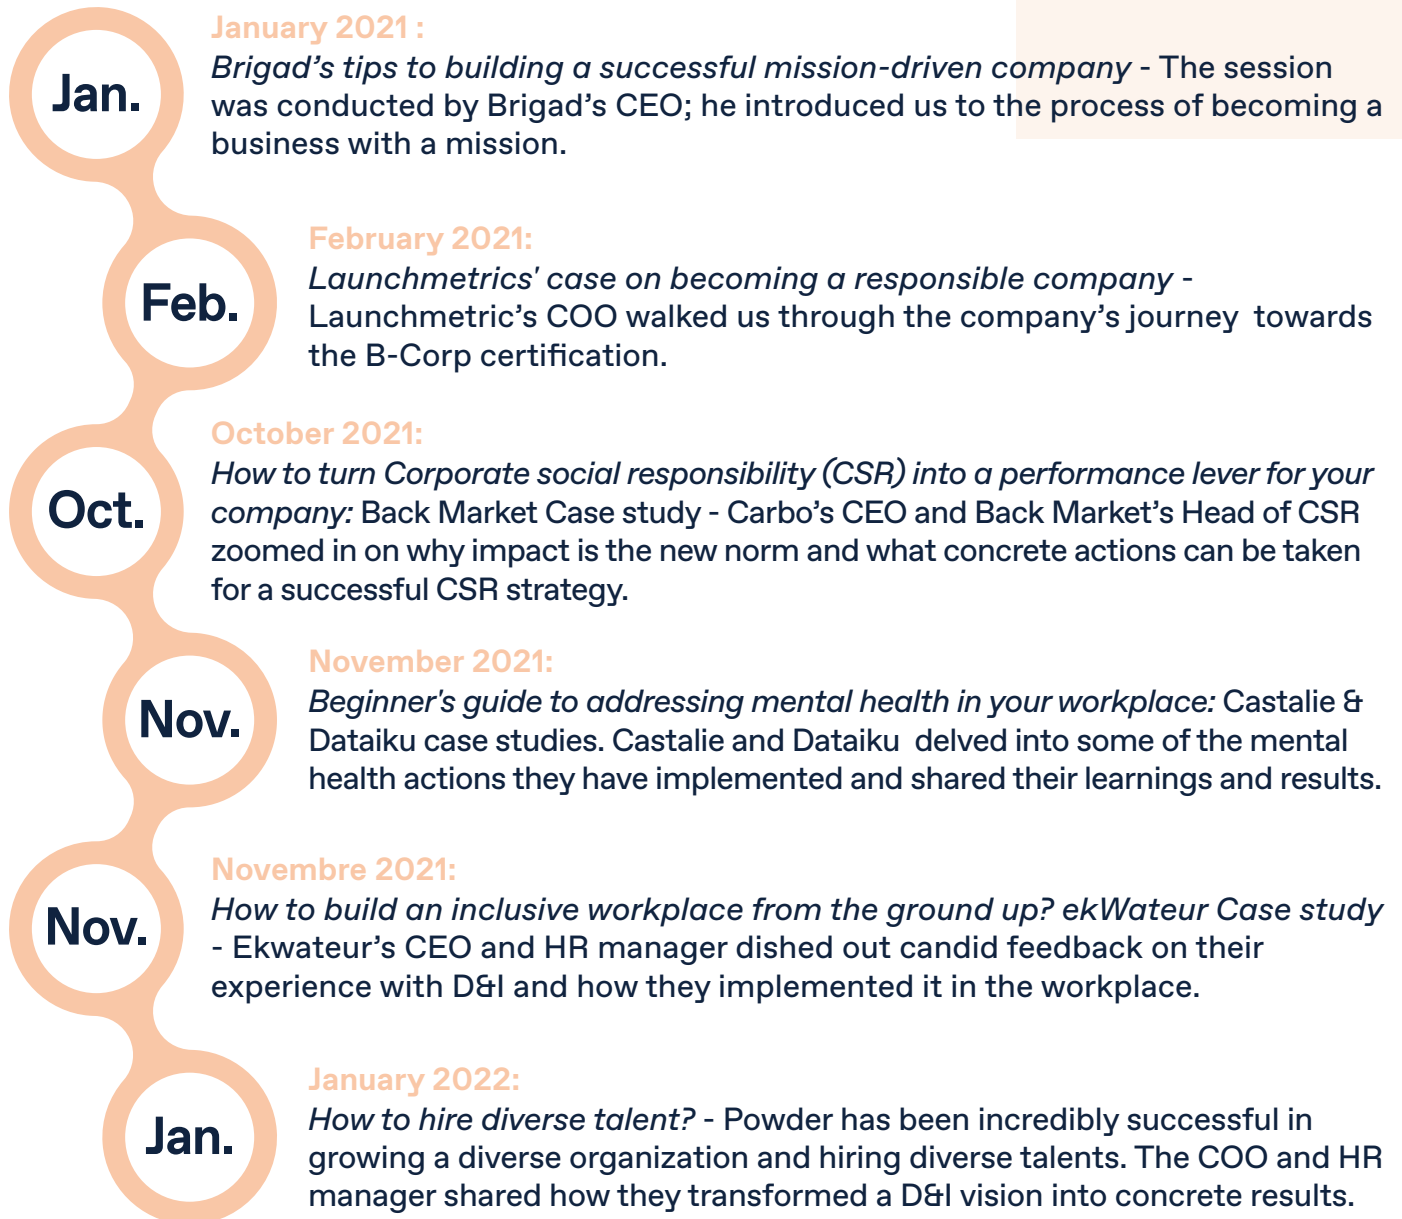 Jan.
January 2021 :
Brigad’s tips to building a successful mission-driven company - The session
was conducted by Brigad’s CEO; he introduced us to the process of becoming a
business with a mission.
Feb.
February 2021:
Launchmetrics' case on becoming a responsible company -
Launchmetric’s COO walked us through the company’s journey  towards
the B-Corp certification.
Oct.
October 2021:
How to turn Corporate social responsibility (CSR) into a performance lever for your
company: Back Market Case study - Carbo’s CEO and Back Market’s Head of CSR
zoomed in on why impact is the new norm and what concrete actions can be taken
for a successful CSR strategy.
Nov.
November 2021:
Beginner's guide to addressing mental health in your workplace: Castalie &
Dataiku case studies. Castalie and Dataiku  delved into some of the mental
health actions they have implemented and shared their learnings and results.
Nov.
Novembre 2021:
How to build an inclusive workplace from the ground up? ekWateur Case study
- Ekwateur’s CEO and HR manager dished out candid feedback on their
experience with D&I and how they implemented it in the workplace.
Jan.
January 2022:
How to hire diverse talent? - Powder has been incredibly successful in
growing a diverse organization and hiring diverse talents. The COO and HR
manager shared how they transformed a D&I vision into concrete results.